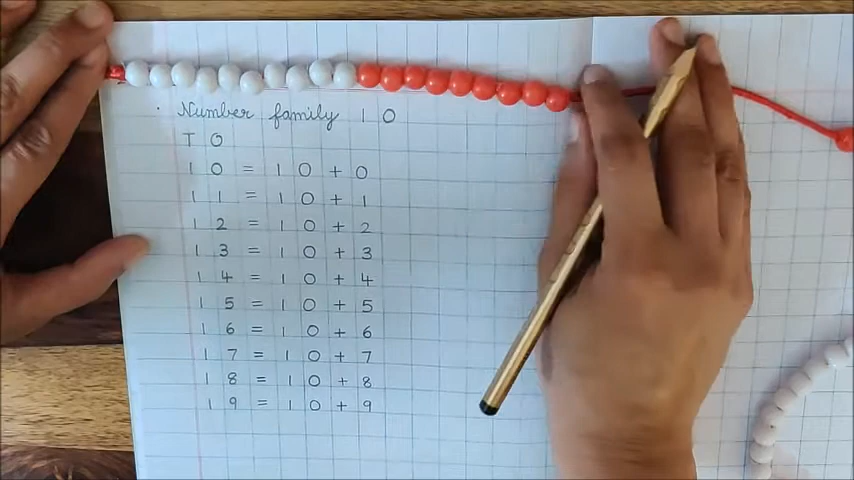 Number family 10
T O
10 = 10 + 0
11 = 10 + 1
12 = 10 + 2
13 = 10 + 3
14 = 10 + 4
15 = 10 + 5
16 = 10 + 6
17 = 10 + 7
18 = 10 + 8
19 = 10 + 9